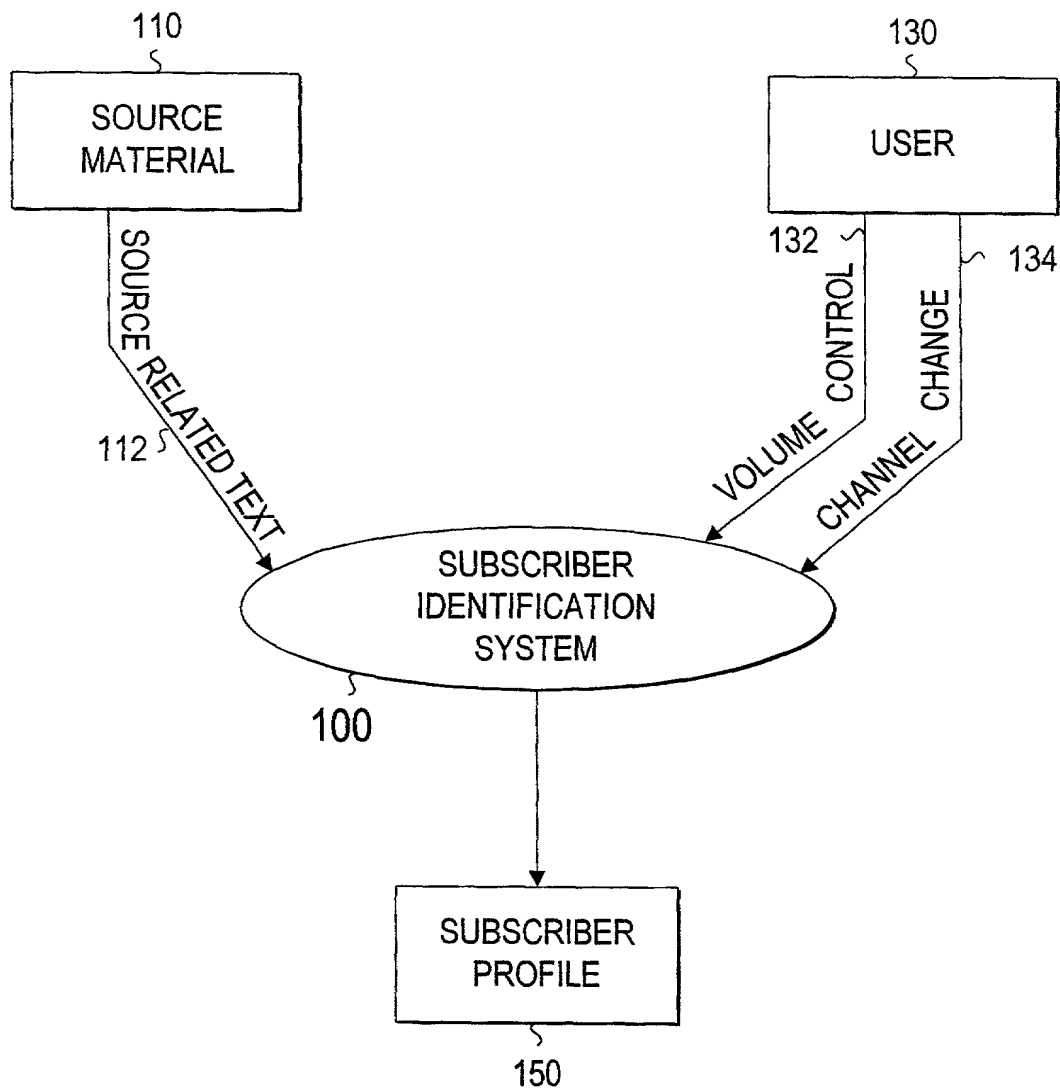 110
SOURCE
MATERIAL
130
USER
132
134
SOURCE RELATED TEXT
112
VOLUME CONTROL
CHANNEL CHANGE
SUBSCRIBER
IDENTIFICATION
SYSTEM
100
SUBSCRIBER
PROFILE
150